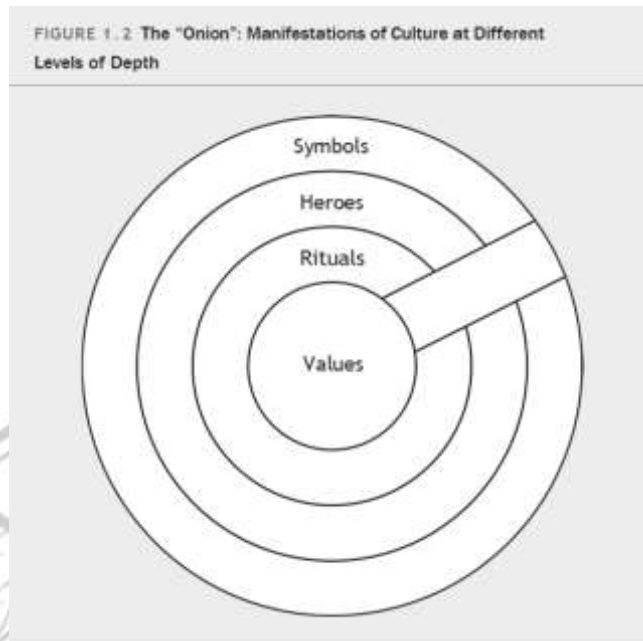 FIGURE 1.2 The "Onion": Manifestations of Culture at Different
Levels of Depth
Symbols
Heroes
Rituals
Values